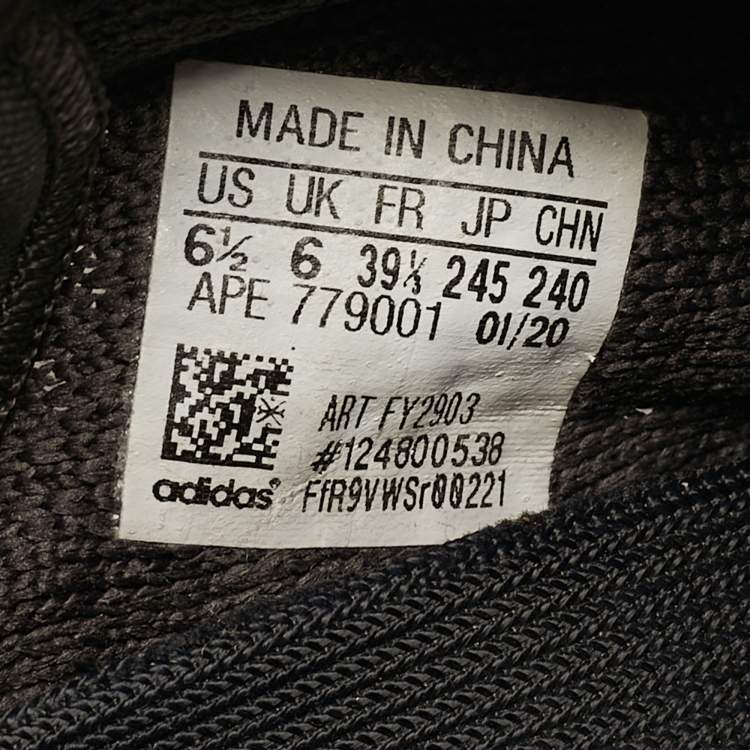 MADE IN CHINA
US UK FR JP CHN
6½ 6 39⅓ 245 240
APE 779001 01/20
ART FY2903
#124800538
adidas FfR9VWSr00221